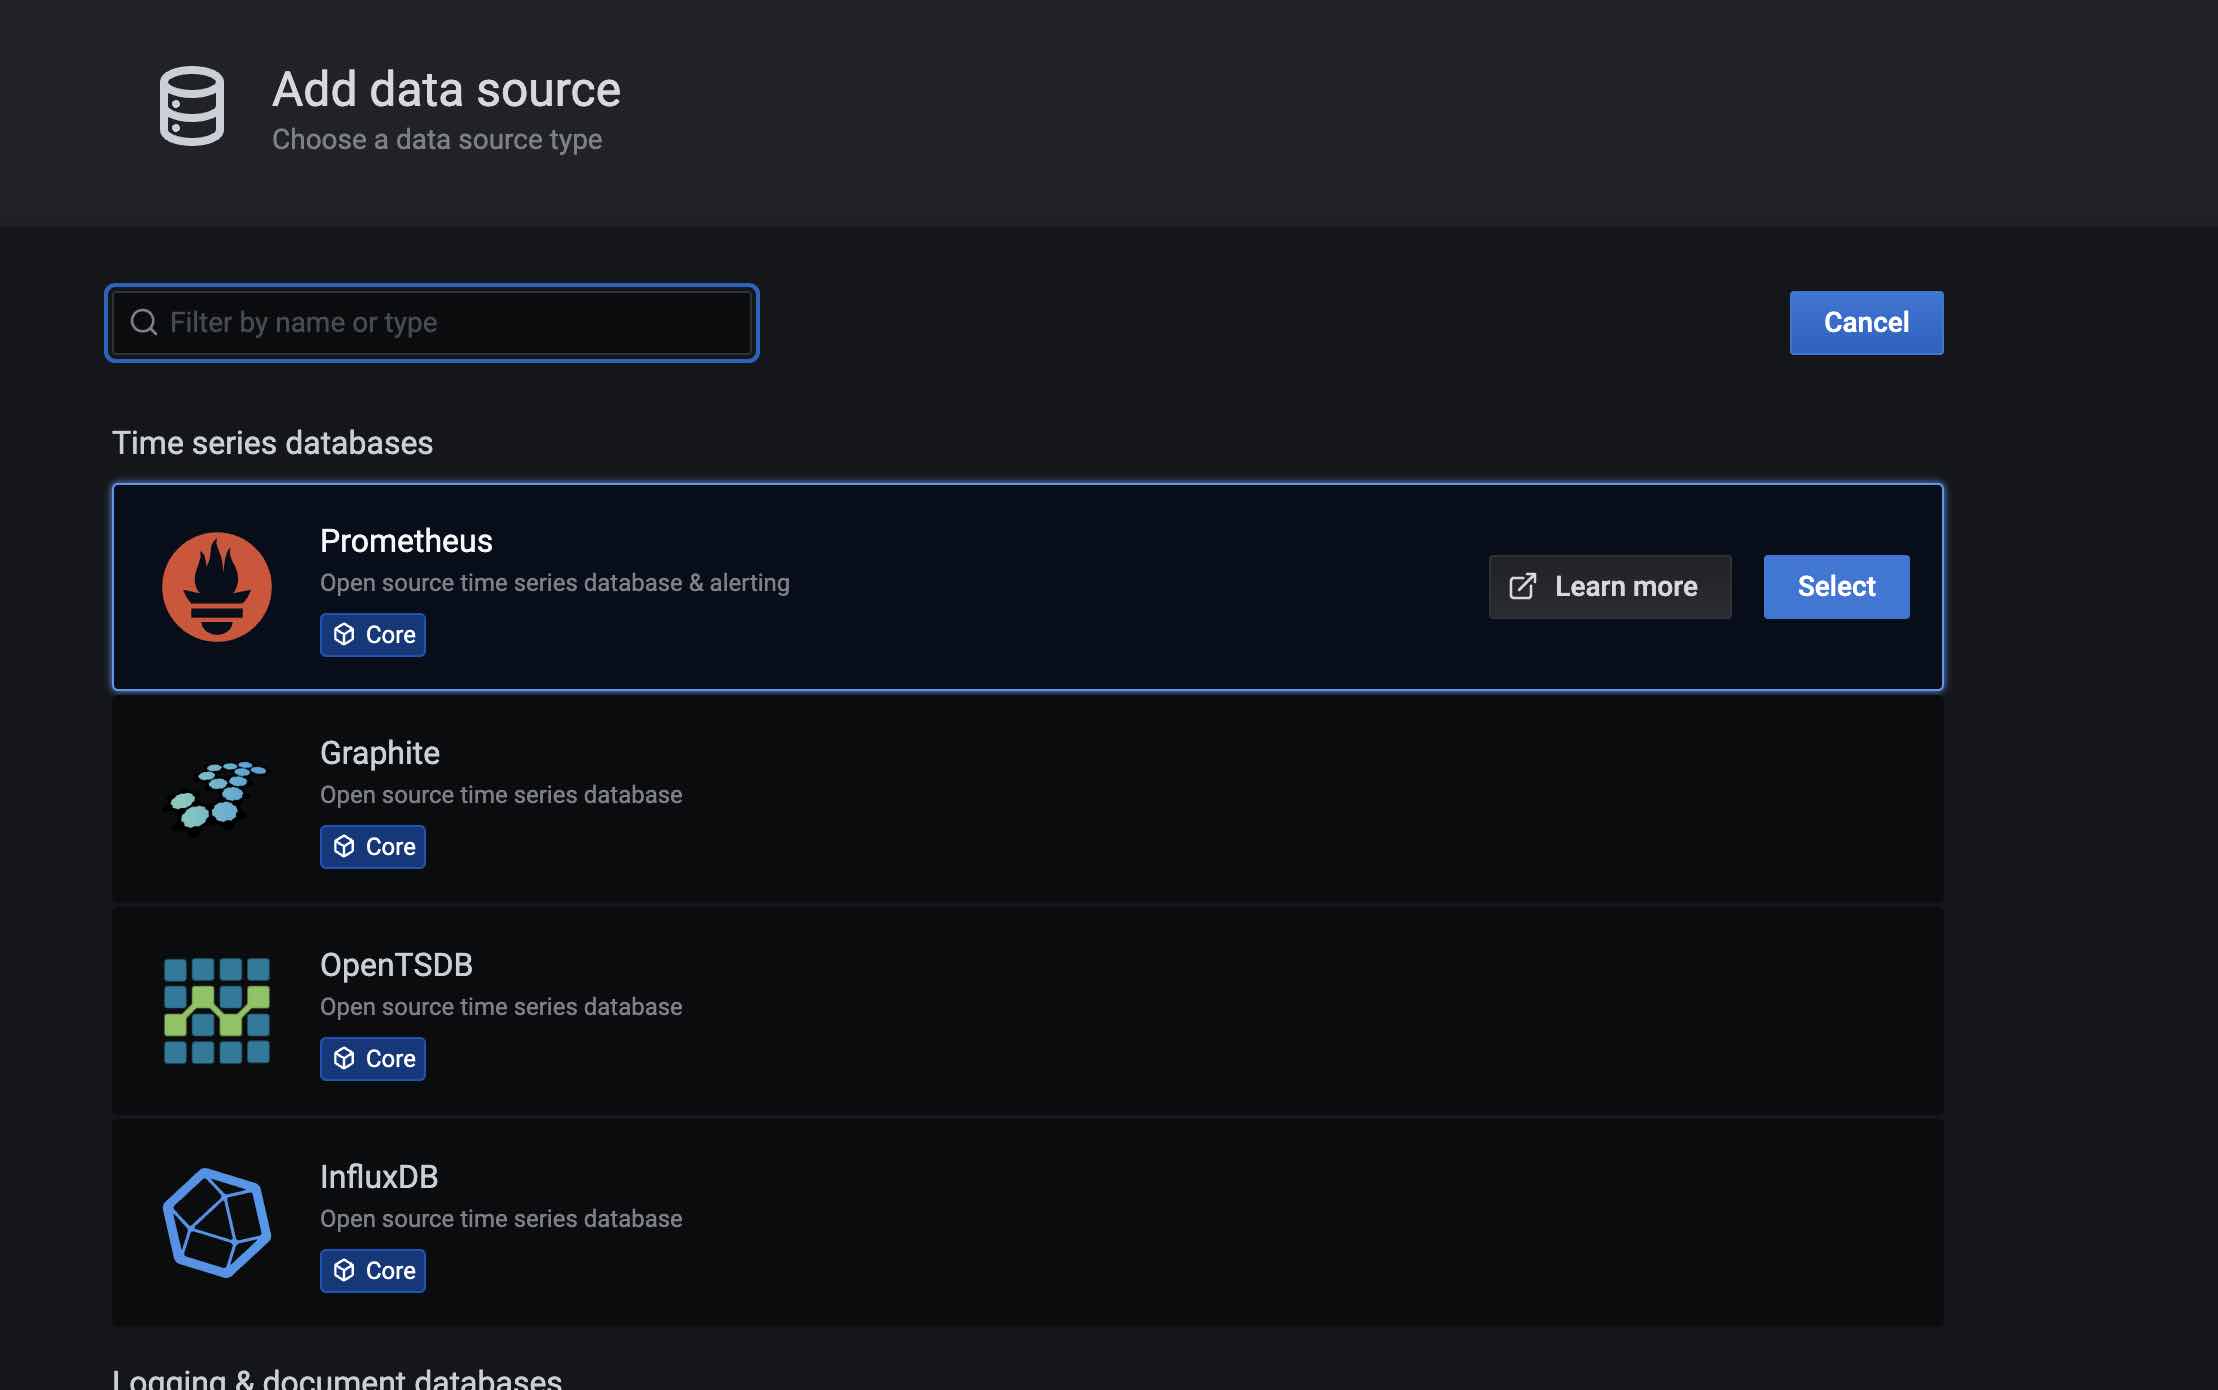 Add data source
Choose a data source type
Filter by name or type
Cancel
Time series databases
Prometheus
Open source time series database & alerting
Core
Learn more
Select
Graphite
Open source time series database
Core
OpenTSDB
Open source time series database
Core
InfluxDB
Open source time series database
Core
Logging & document databases